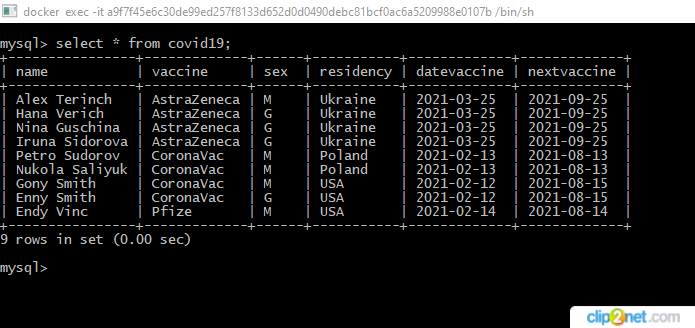 docker exec -it a9f7f45e6c30de99ed257f8133d652d0d0490debc81bcf0ac6a5209988e0107b /bin/sh
mysql> select * from covid19;
+----------------+-------------+------+-----------+-------------+-------------+
| name | vaccine | sex | residency | datevaccine | nextvaccine |
+----------------+-------------+------+-----------+-------------+-------------+
| Alex Terinch | AstraZeneca | M | Ukraine | 2021-03-25 | 2021-09-25 |
| Hana Verich | AstraZeneca | G | Ukraine | 2021-03-25 | 2021-09-25 |
| Nina Guschina | AstraZeneca | G | Ukraine | 2021-03-25 | 2021-09-25 |
| Iruna Sidorova | AstraZeneca | G | Ukraine | 2021-03-25 | 2021-09-25 |
| Petro Sudorov | CoronaVac | M | Poland | 2021-02-13 | 2021-08-13 |
| Nukola Saliyuk | CoronaVac | M | Poland | 2021-02-13 | 2021-08-13 |
| Gony Smith | CoronaVac | M | USA | 2021-02-12 | 2021-08-15 |
| Enny Smith | CoronaVac | G | USA | 2021-02-12 | 2021-08-15 |
| Endy Vinc | Pfize | M | USA | 2021-02-14 | 2021-08-14 |
+----------------+-------------+------+-----------+-------------+-------------+
9 rows in set (0.00 sec)
mysql>
clip2net.com